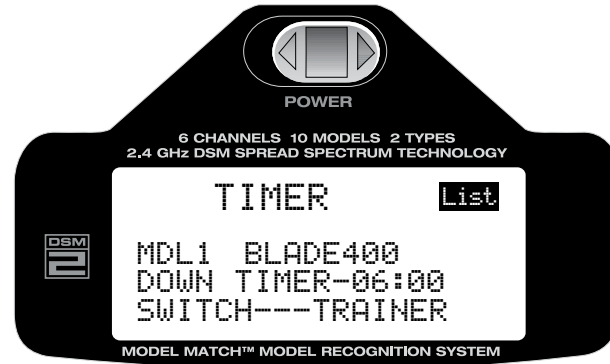 POWER
6 CHANNELS 10 MODELS 2 TYPES
2.4 GHz DSM SPREAD SPECTRUM TECHNOLOGY
TIMER List
DSM
2
MDL1 BLADE400
DOWN TIMER-06:00
SWITCH---TRAINER
MODEL MATCH™ MODEL RECOGNITION SYSTEM